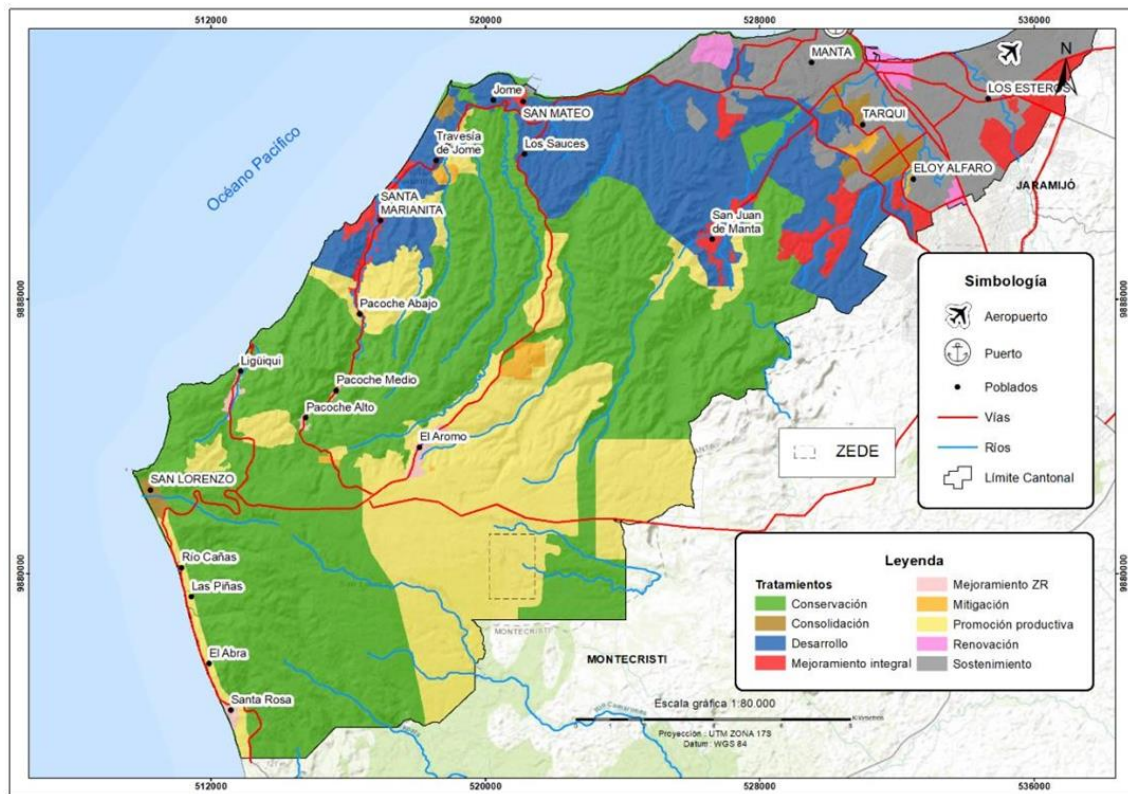 512000
520000
528000
536000
MANTA
N
LOS ESTEROS
Jome
SAN MATEO
TARQUI
Travesía
de Jome
Los Sauces
ELOY ALFARO
JARAMIJÓ
Océano Pacífico
SANTA
MARIANITA
San Juan
de Manta
9888000
9888000
Pacoche Abajo
Ligüiqui
Pacoche Medio
Pacoche Alto
El Aromo
SAN LORENZO
Río Cañas
Las Piñas
El Abra
Santa Rosa
9880000
9880000
MONTECRISTI
MONTECRISTI
Simbología
Aeropuerto
Puerto
Poblados
Vías
Ríos
Límite Cantonal
ZEDE
Leyenda
Tratamientos
Conservación
Consolidación
Desarrollo
Mejoramiento integral
Mejoramiento ZR
Mitigación
Promoción productiva
Renovación
Sostenimiento
Escala gráfica 1:80.000
Proyección : UTM ZONA 17S
Datum : WGS 84
512000
520000
528000
536000